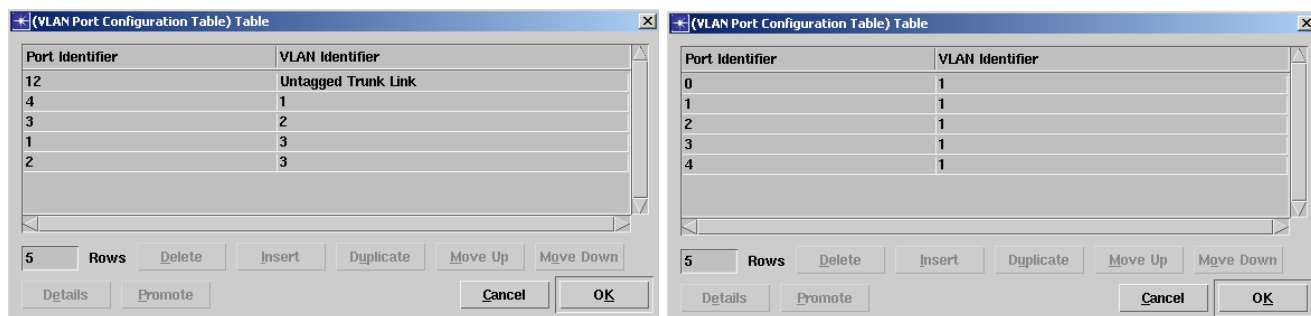 (VLAN Port Configuration Table) Table
Port Identifier VLAN Identifier
12 Untagged Trunk Link
4 1
3 2
1 3
2 3
5 Rows Delete Insert Duplicate Move Up Move Down
Details Promote Cancel OK
(VLAN Port Configuration Table) Table
Port Identifier VLAN Identifier
0 1
1 1
2 1
3 1
4 1
5 Rows Delete Insert Duplicate Move Up Move Down
Details Promote Cancel OK